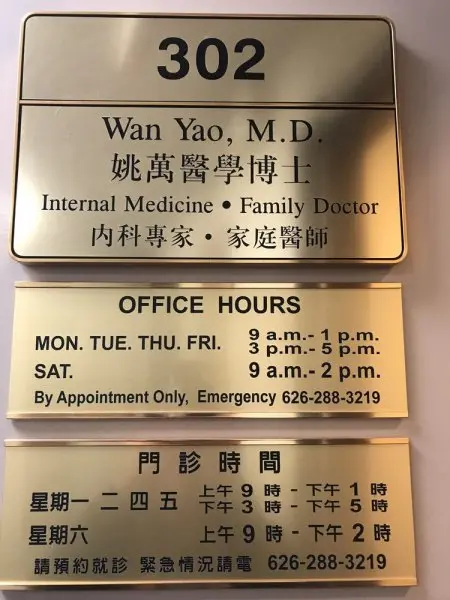 302
Wan Yao, M.D.
姚萬醫學博士
Internal Medicine • Family Doctor
內科專家・家庭醫師
OFFICE HOURS
MON. TUE. THU. FRI. 9 a.m.- 1 p.m.
3 p.m.- 5 p.m.
SAT. 9 a.m.- 2 p.m.
By Appointment Only, Emergency 626-288-3219
門診時間
星期一 二 四 五 上午 9 時 - 下午 1 時
下午 3 時 - 下午 5 時
星期六 上午 9 時 - 下午 2 時
請預約就診 緊急情況請電 626-288-3219